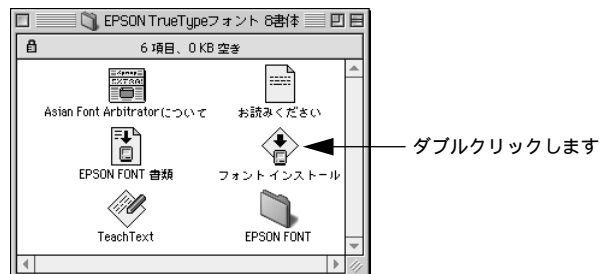 EPSON TrueTypeフォント 8書体
6 項目、0 KB 空き
Asian Font Arbitratorについて
お読みください
EPSON FONT 書類
フォントインストール
ダブルクリックします
TeachText
EPSON FONT